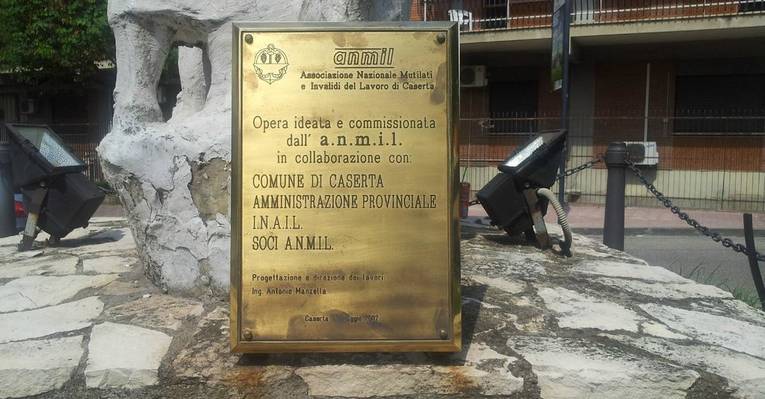 anmil
Associazione Nazionale Mutilati
e Invalidi del Lavoro di Caserta
Opera ideata e commissionata
dall' a.n.m.i.l.
in collaborazione con:
COMUNE DI CASERTA
AMMINISTRAZIONE PROVINCIALE
I.N.A.I.L.
SOCI A.N.M.I.L.
Progettazione e direzione dei lavori
Ing. Antonio Manzella
Caserta